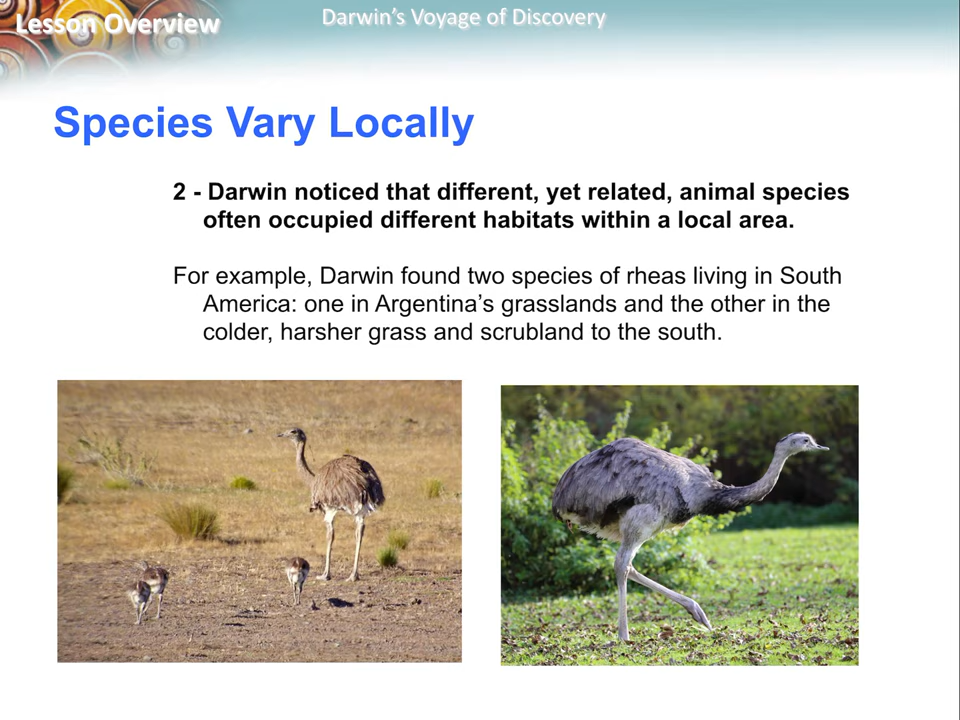 Lesson Overview
Darwin’s Voyage of Discovery
Species Vary Locally
2 - Darwin noticed that different, yet related, animal species
often occupied different habitats within a local area.
For example, Darwin found two species of rheas living in South
America: one in Argentina’s grasslands and the other in the
colder, harsher grass and scrubland to the south.